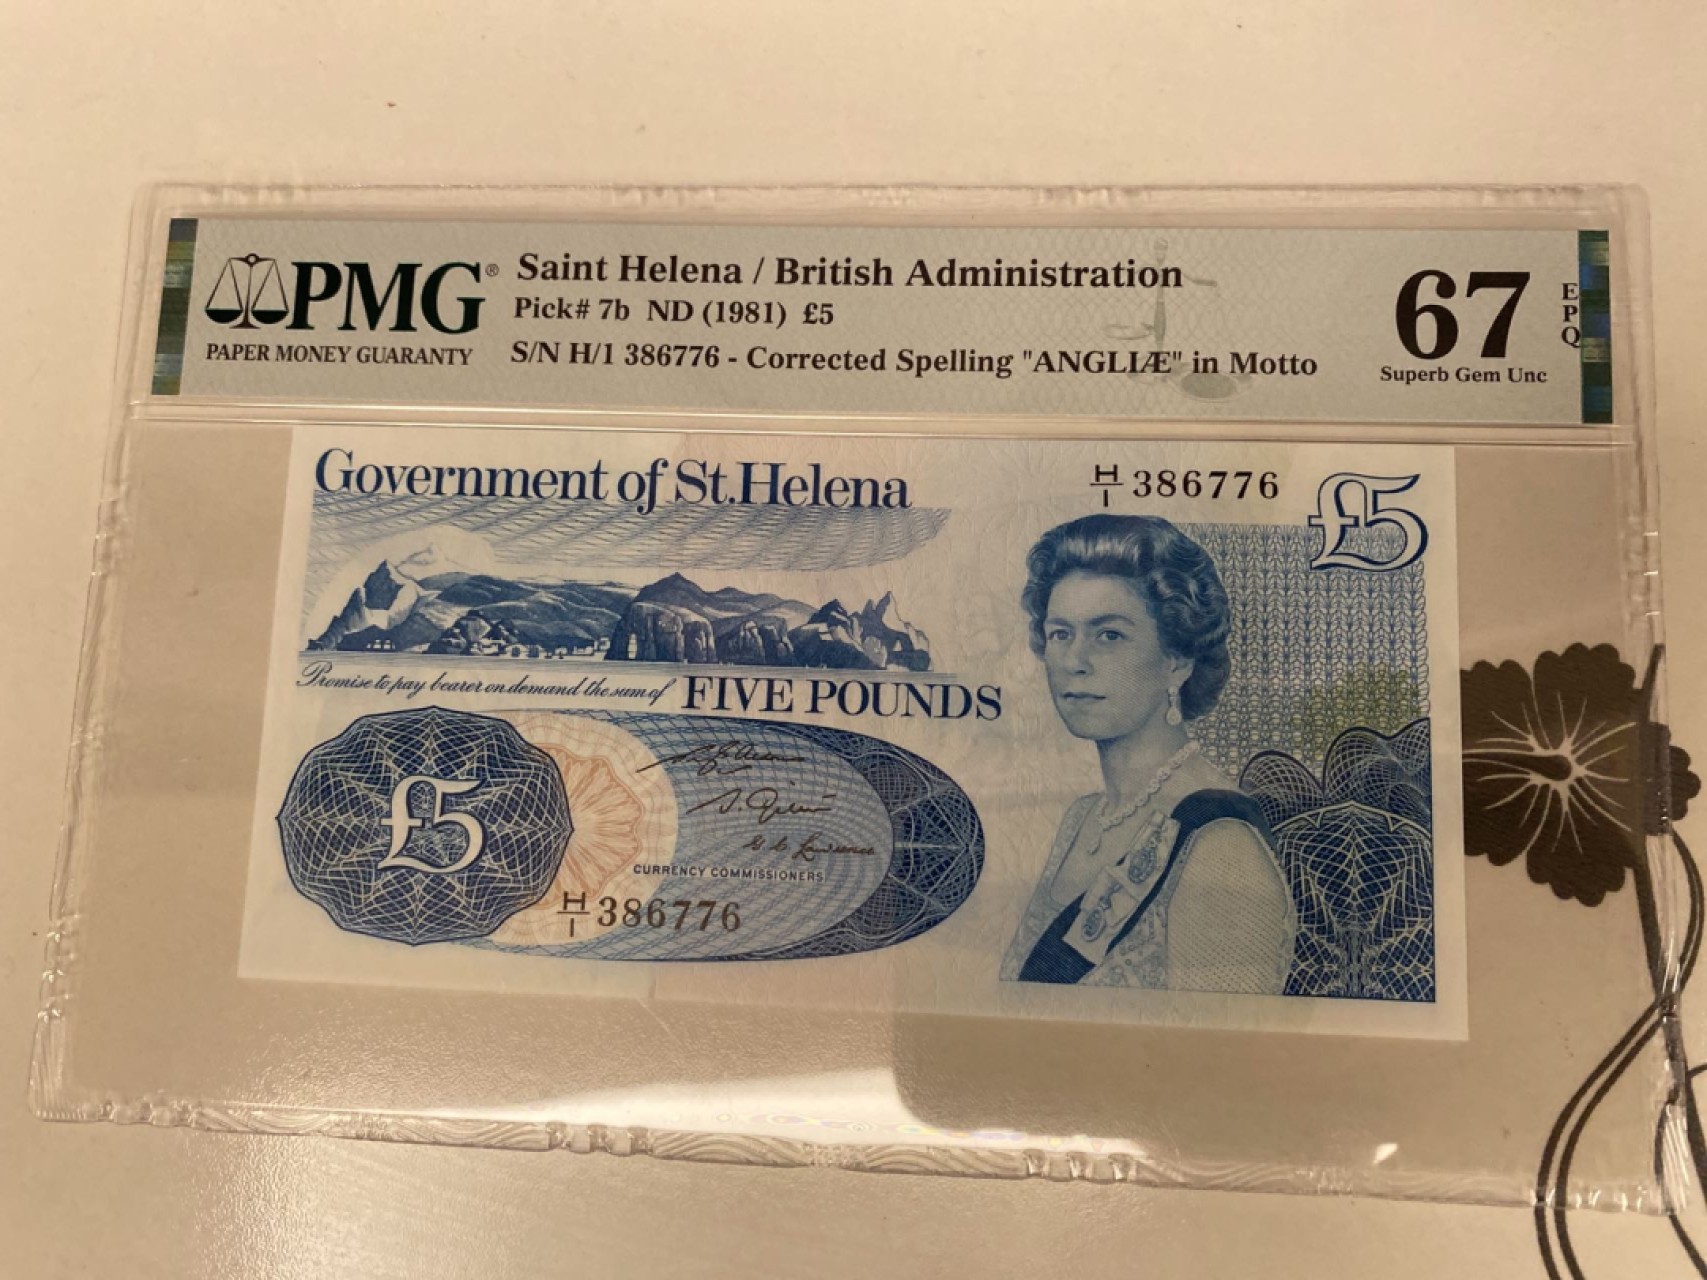 PMG®
PAPER MONEY GUARANTY
Saint Helena / British Administration
Pick# 7b ND (1981) £5
S/N H/1 386776 - Corrected Spelling "ANGLIÆ" in Motto
67
EPQ
Superb Gem Unc
Government of St.Helena
H/I 386776
£5
Promise to pay bearer on demand the sum of FIVE POUNDS
£5
CURRENCY COMMISSIONERS
H/I 386776